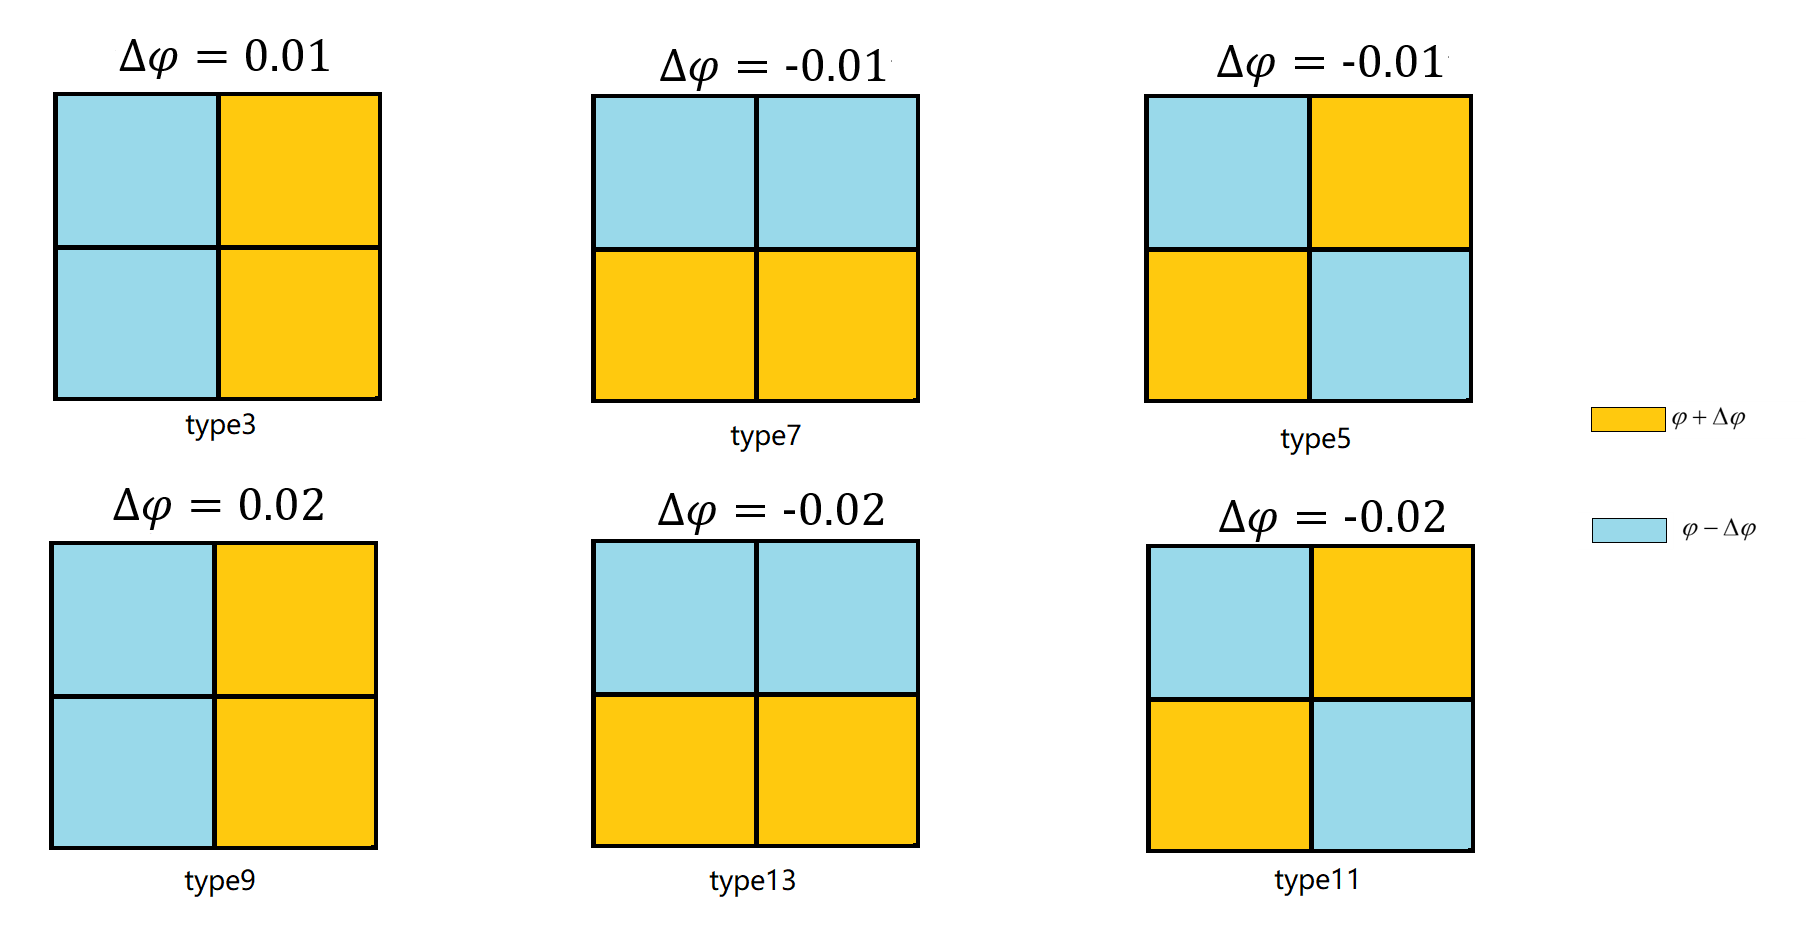 Δφ = 0.01
Δφ = -0.01
Δφ = -0.01
type3
type7
type5
φ + Δφ
Δφ = 0.02
Δφ = -0.02
Δφ = -0.02
φ − Δφ
type9
type13
type11